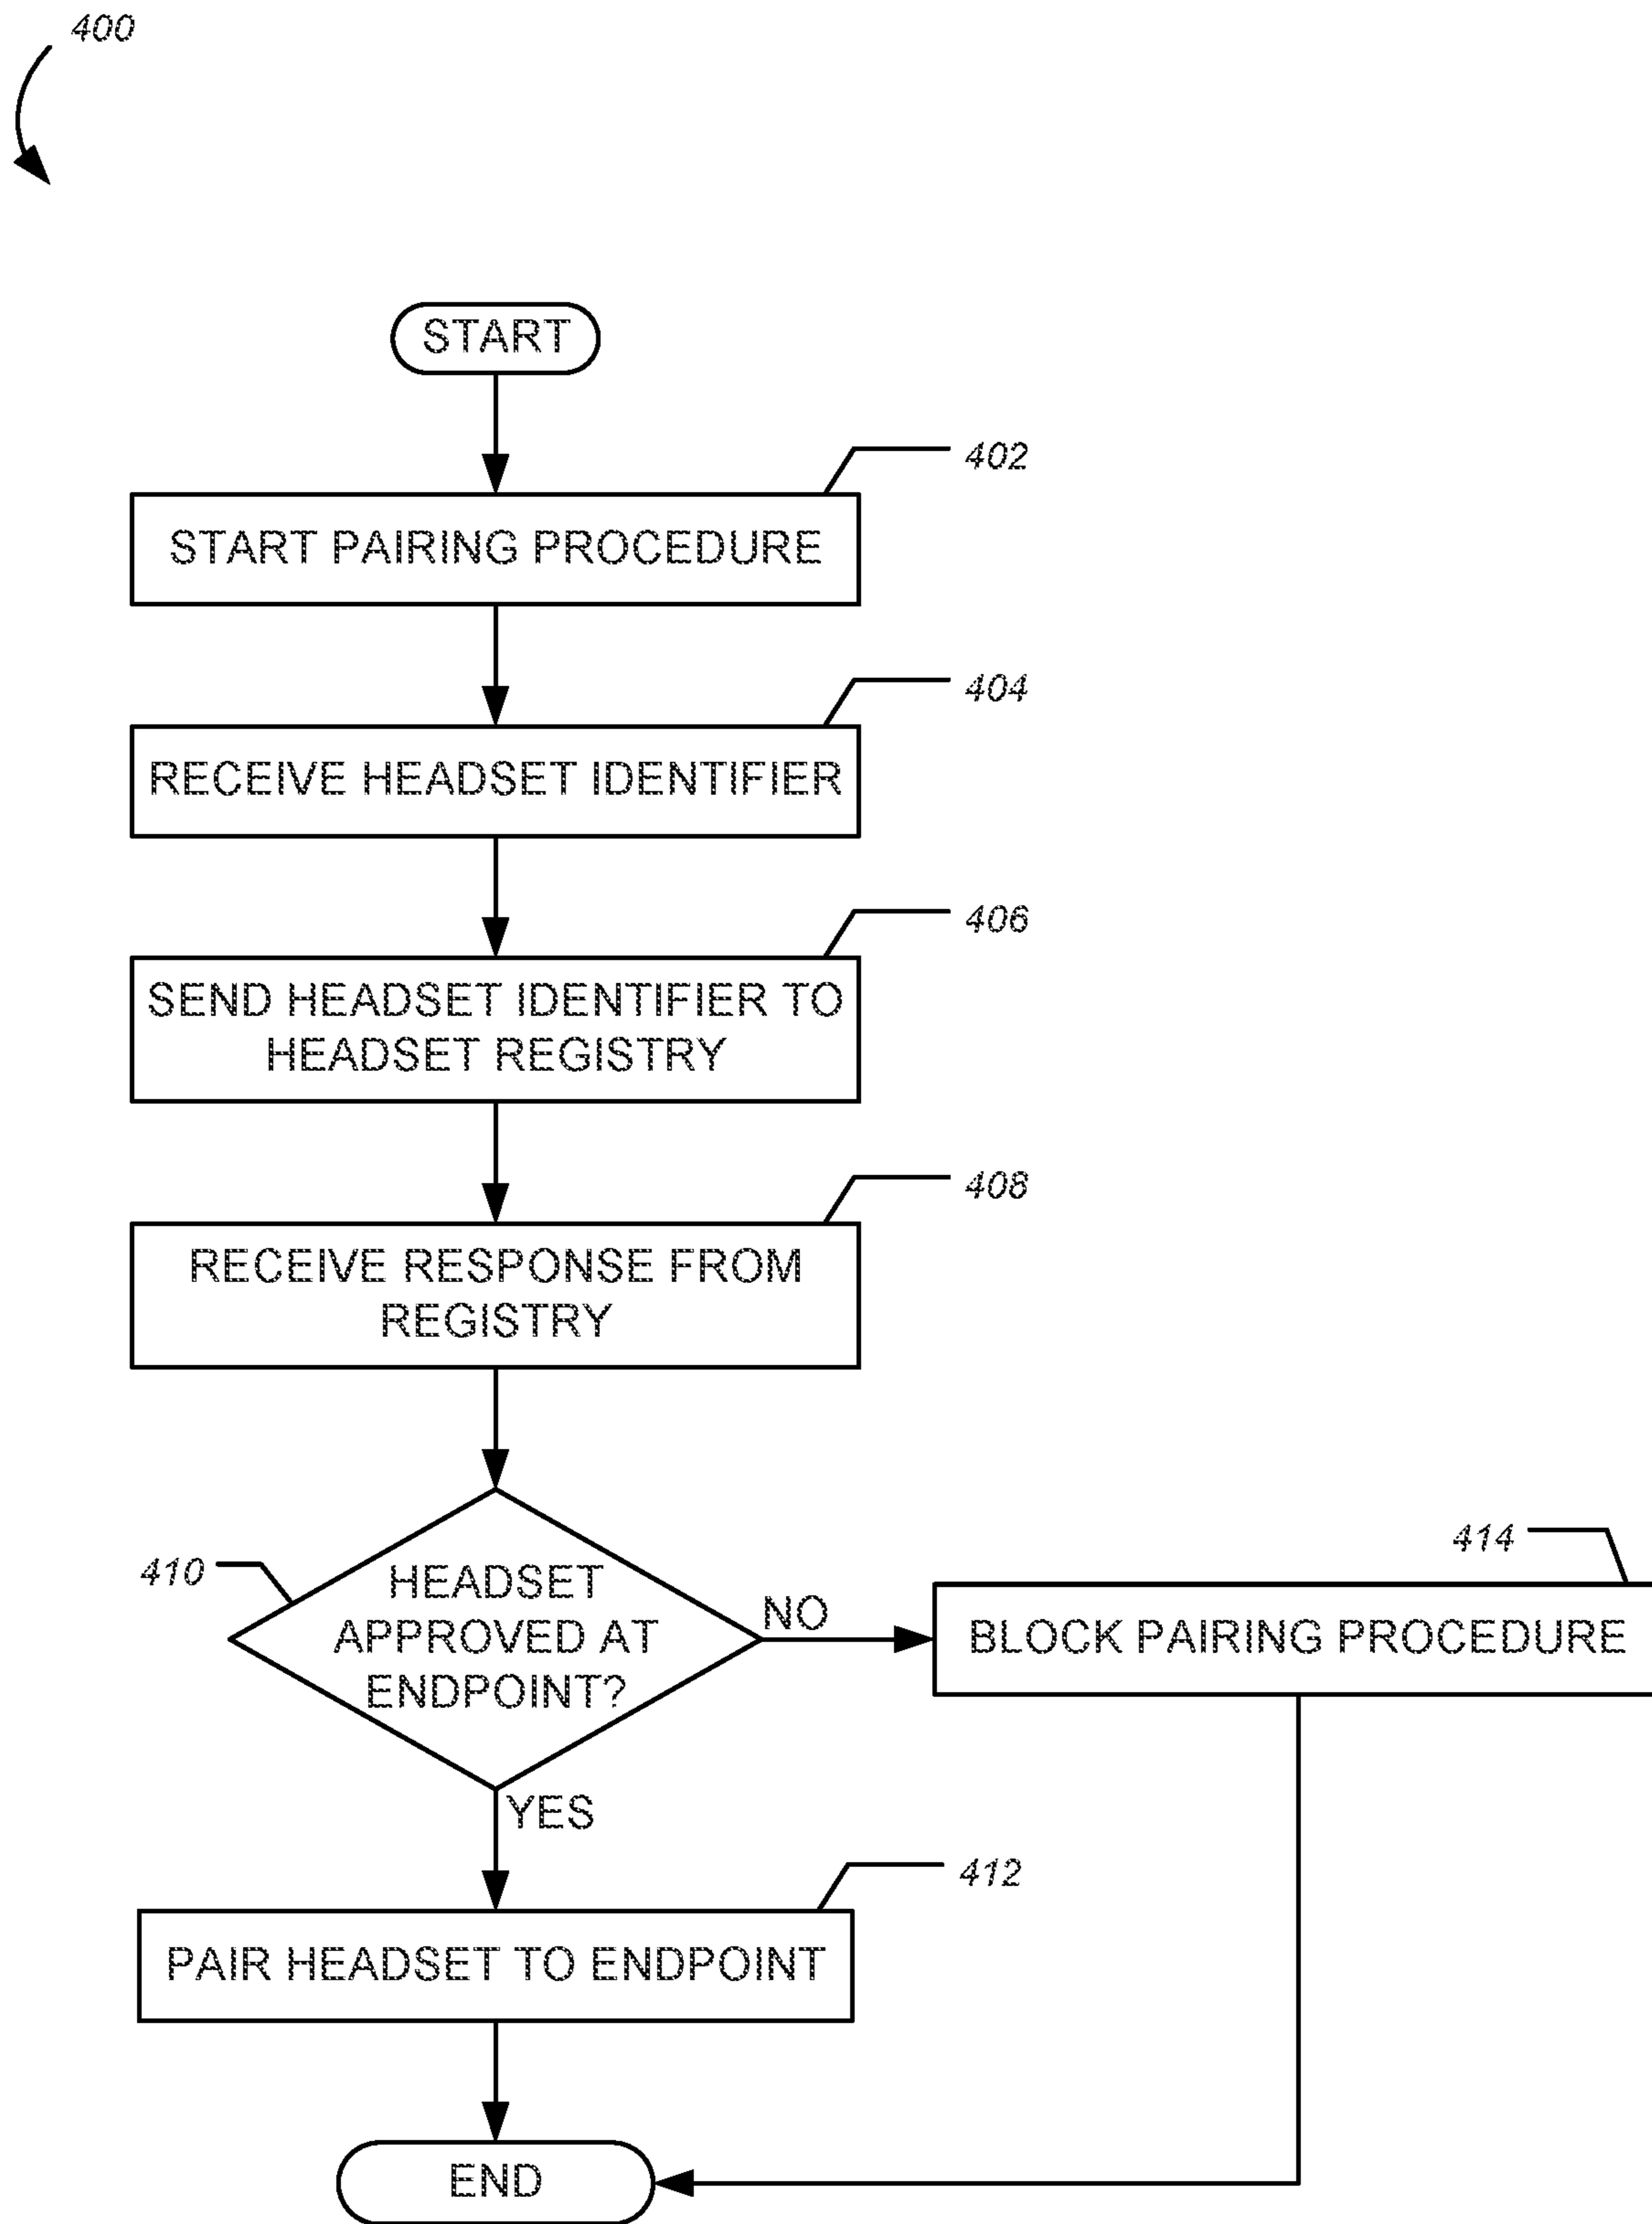 400
START
402
START PAIRING PROCEDURE
404
RECEIVE HEADSET IDENTIFIER
406
SEND HEADSET IDENTIFIER TO
HEADSET REGISTRY
408
RECEIVE RESPONSE FROM
REGISTRY
410
HEADSET
APPROVED AT
ENDPOINT?
NO
414
BLOCK PAIRING PROCEDURE
YES
412
PAIR HEADSET TO ENDPOINT
END